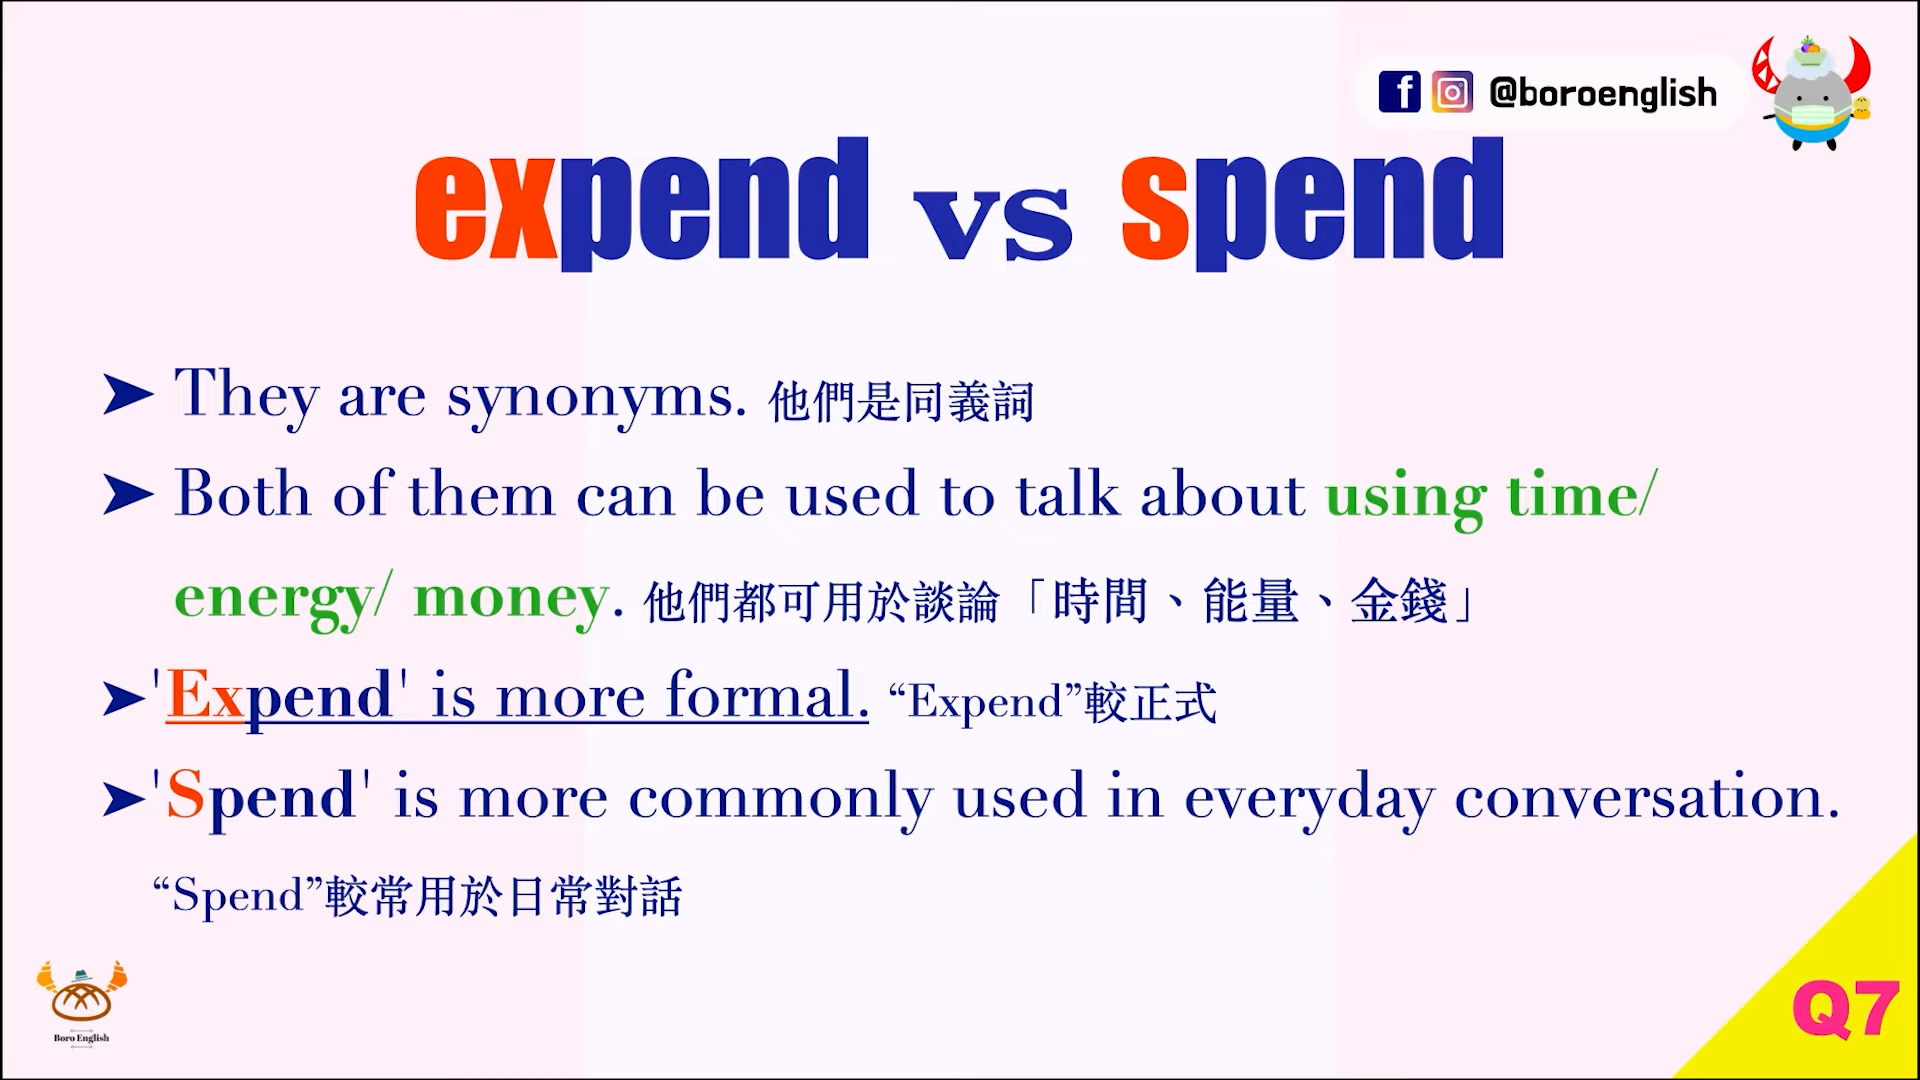 @boroenglish
expend vs spend
➤ They are synonyms. 他們是同義詞
➤ Both of them can be used to talk about using time/
energy/ money. 他們都可用於談論「時間、能量、金錢」
➤'Expend' is more formal. “Expend”較正式
➤'Spend' is more commonly used in everyday conversation.
“Spend”較常用於日常對話
Boro English
Q7